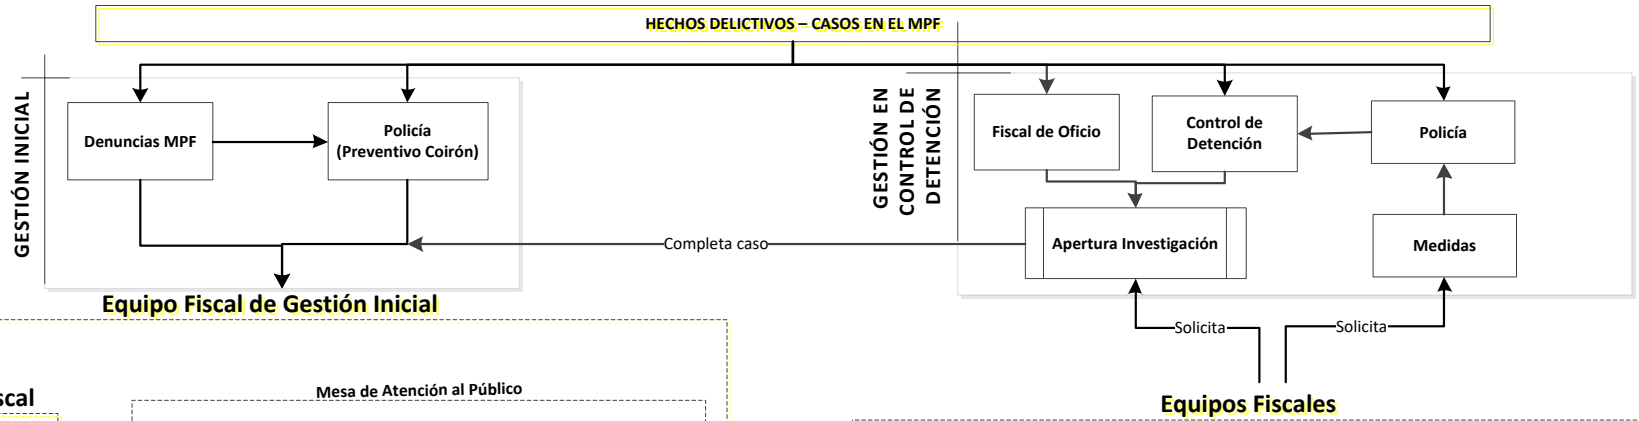 HECHOS DELICTIVOS – CASOS EN EL MPF
GESTIÓN INICIAL
Denuncias MPF
Policía
(Preventivo Coirón)
GESTIÓN EN
CONTROL DE
DETENCIÓN
Fiscal de Oficio
Control de
Detención
Policía
Completa caso
Apertura Investigación
Medidas
Equipo Fiscal de Gestión Inicial
Solicita
Solicita
Mesa de Atención al Público
Equipos Fiscales